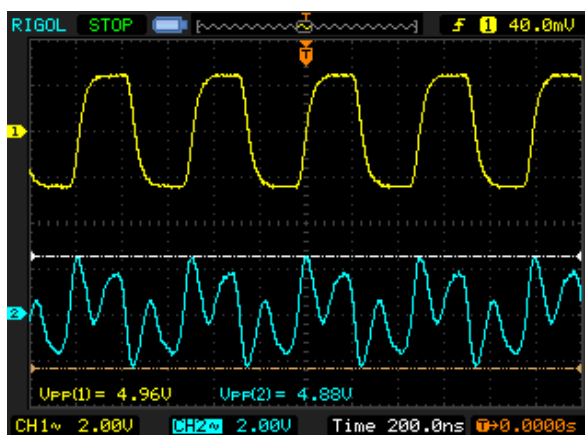 RIGOL STOP T f 1 40.0mV
T
1
2
Vpp(1) = 4.96V Vpp(2) = 4.88V
CH1~ 2.00V CH2~ 2.00V Time 200.0ns T→0.0000s